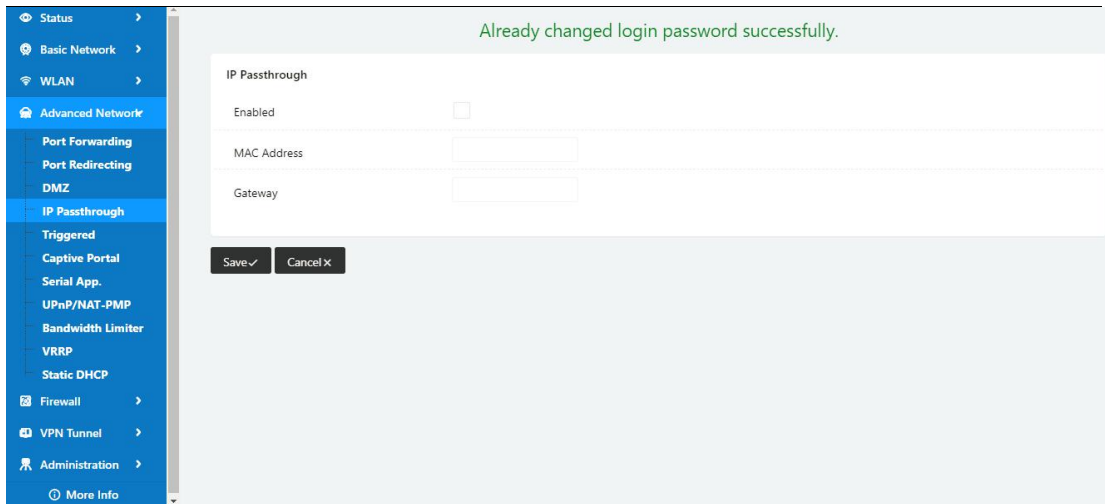 Status
Basic Network
WLAN
Advanced Network
Port Forwarding
Port Redirecting
DMZ
IP Passthrough
Triggered
Captive Portal
Serial App.
UPnP/NAT-PMP
Bandwidth Limiter
VRRP
Static DHCP
Firewall
VPN Tunnel
Administration
More Info
Already changed login password successfully.
IP Passthrough
Enabled
MAC Address
Gateway
Save
Cancel